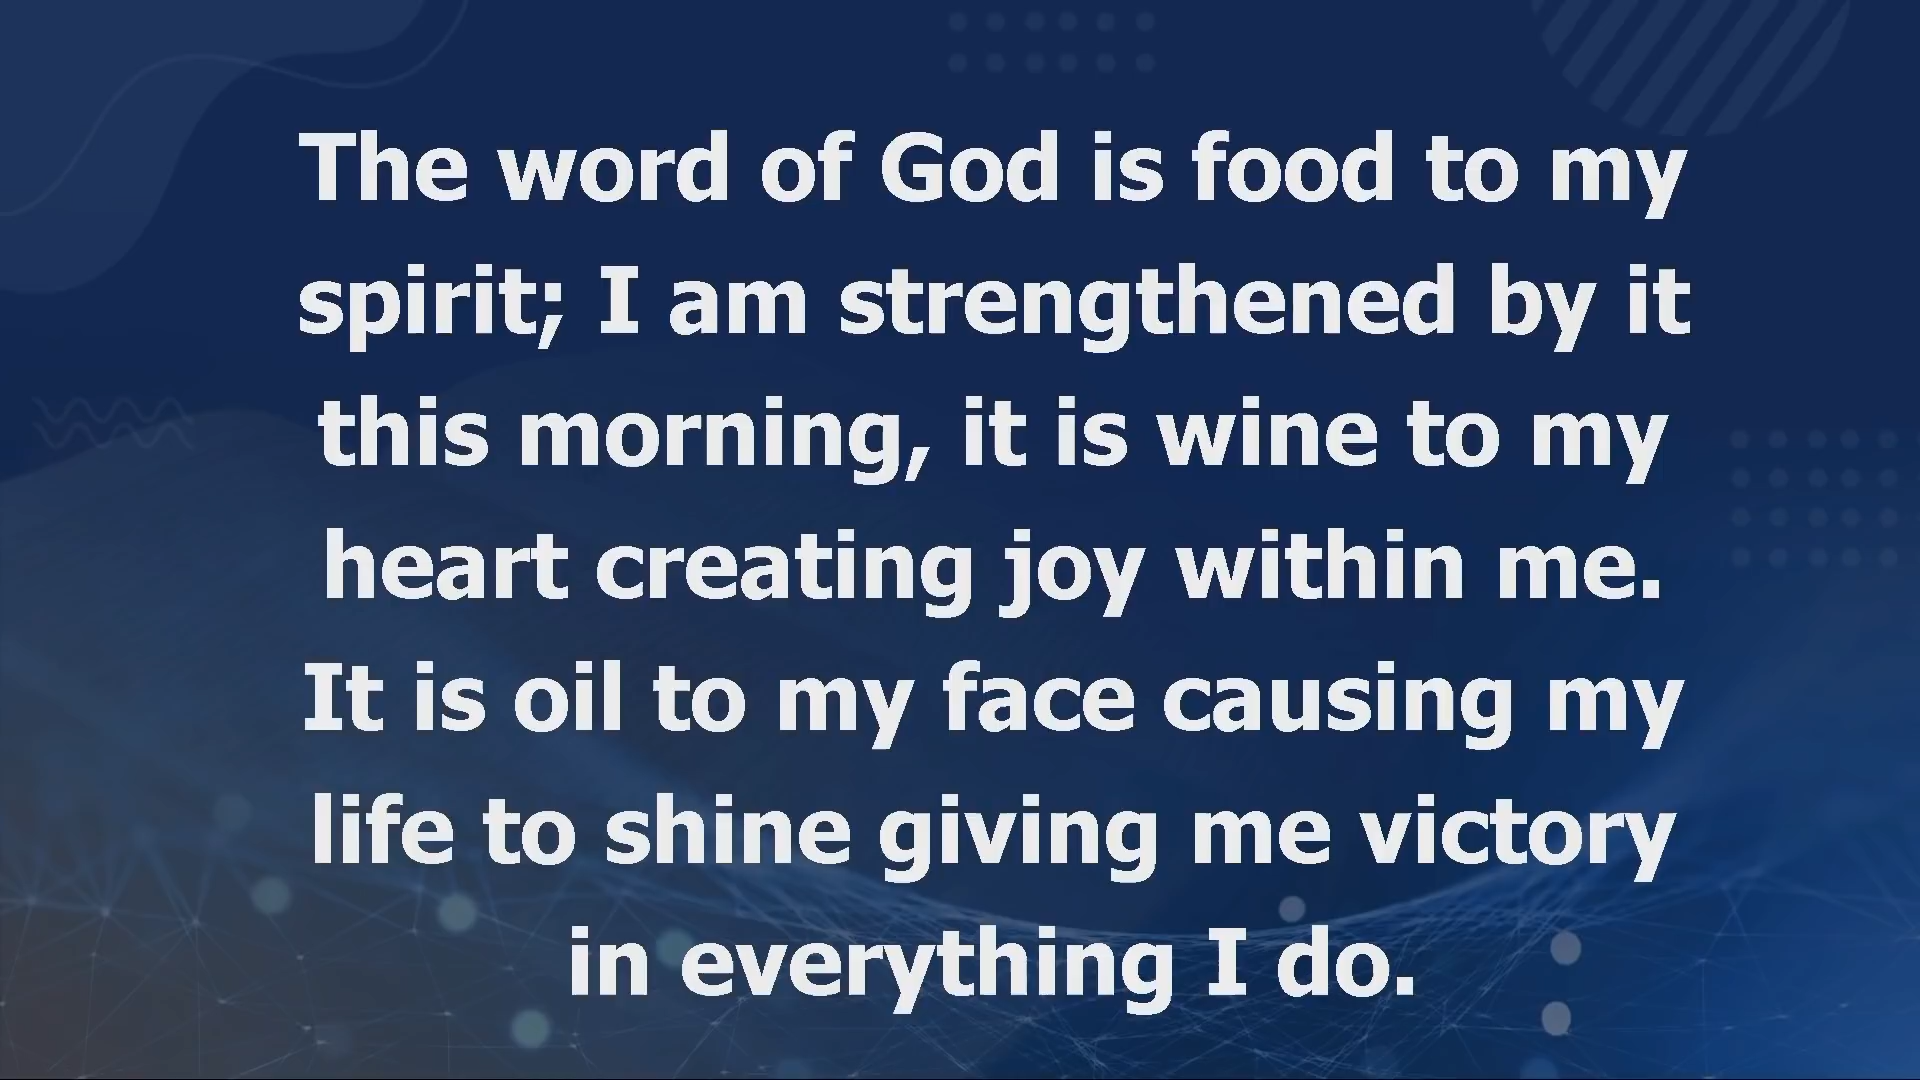 The word of God is food to my
spirit; I am strengthened by it
this morning, it is wine to my
heart creating joy within me.
It is oil to my face causing my
life to shine giving me victory
in everything I do.